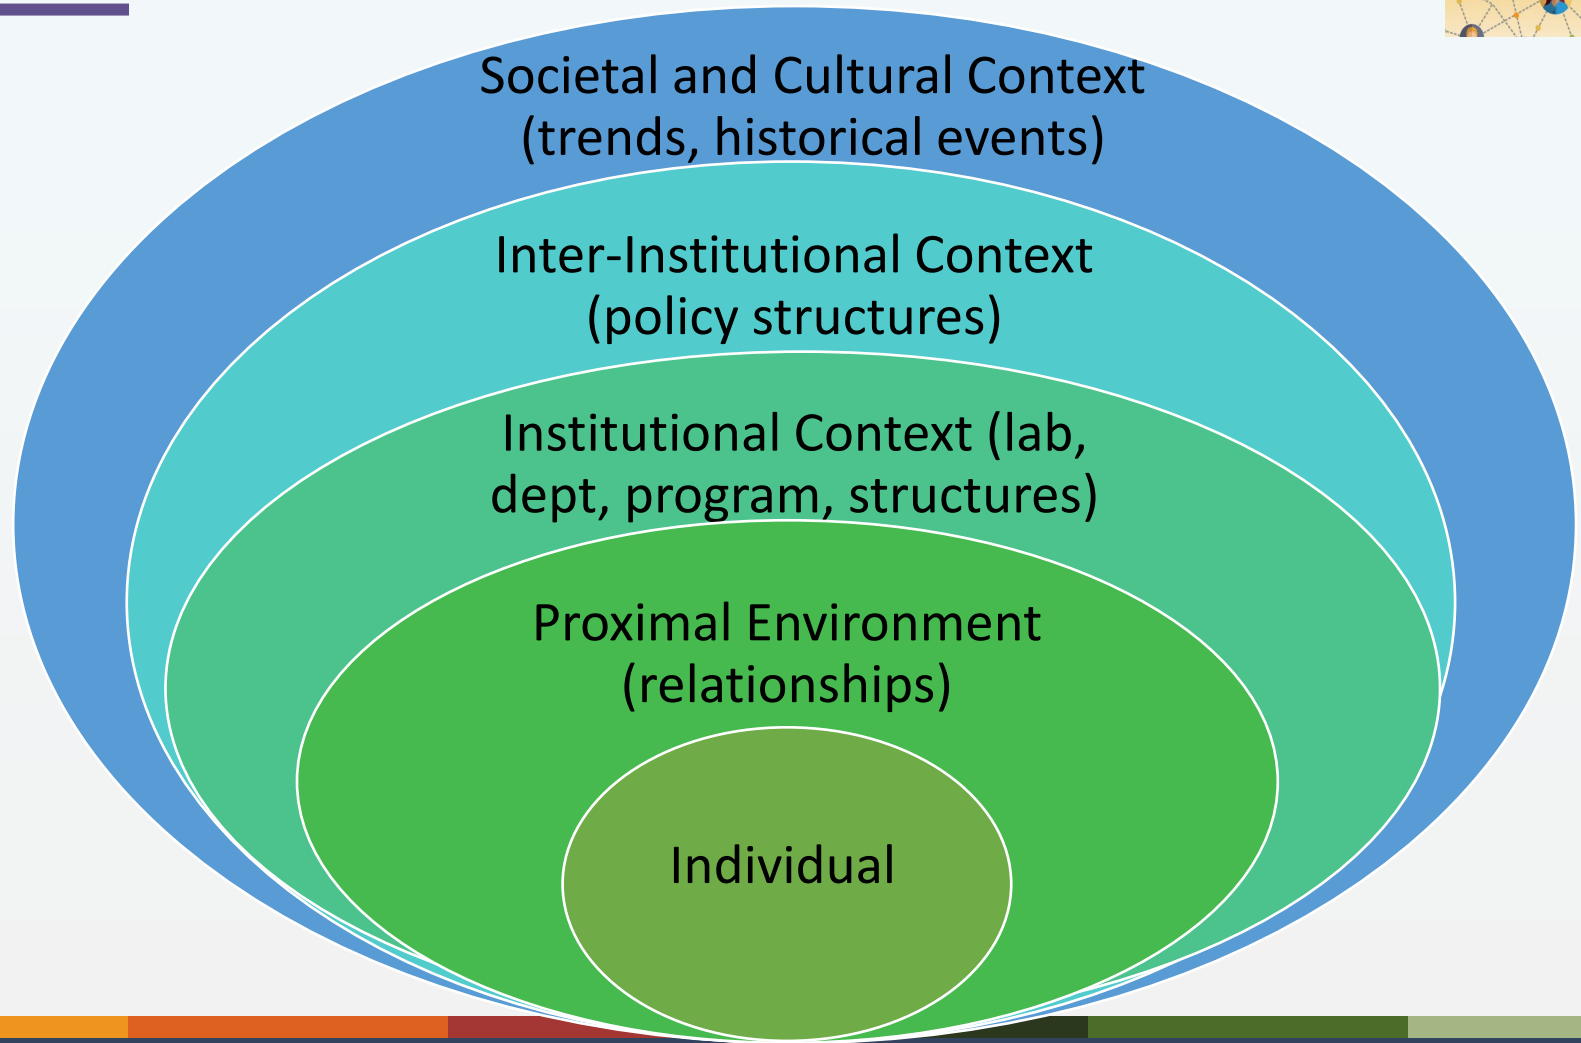 Societal and Cultural Context
(trends, historical events)
Inter-Institutional Context
(policy structures)
Institutional Context (lab,
dept, program, structures)
Proximal Environment
(relationships)
Individual